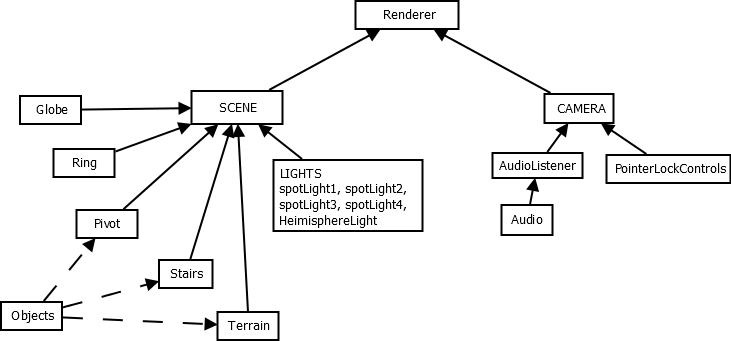 Renderer
SCENE
CAMERA
Globe
Ring
LIGHTS
spotLight1, spotLight2,
spotLight3, spotLight4,
HeimisphereLight
AudioListener
PointerLockControls
Pivot
Audio
Stairs
Objects
Terrain